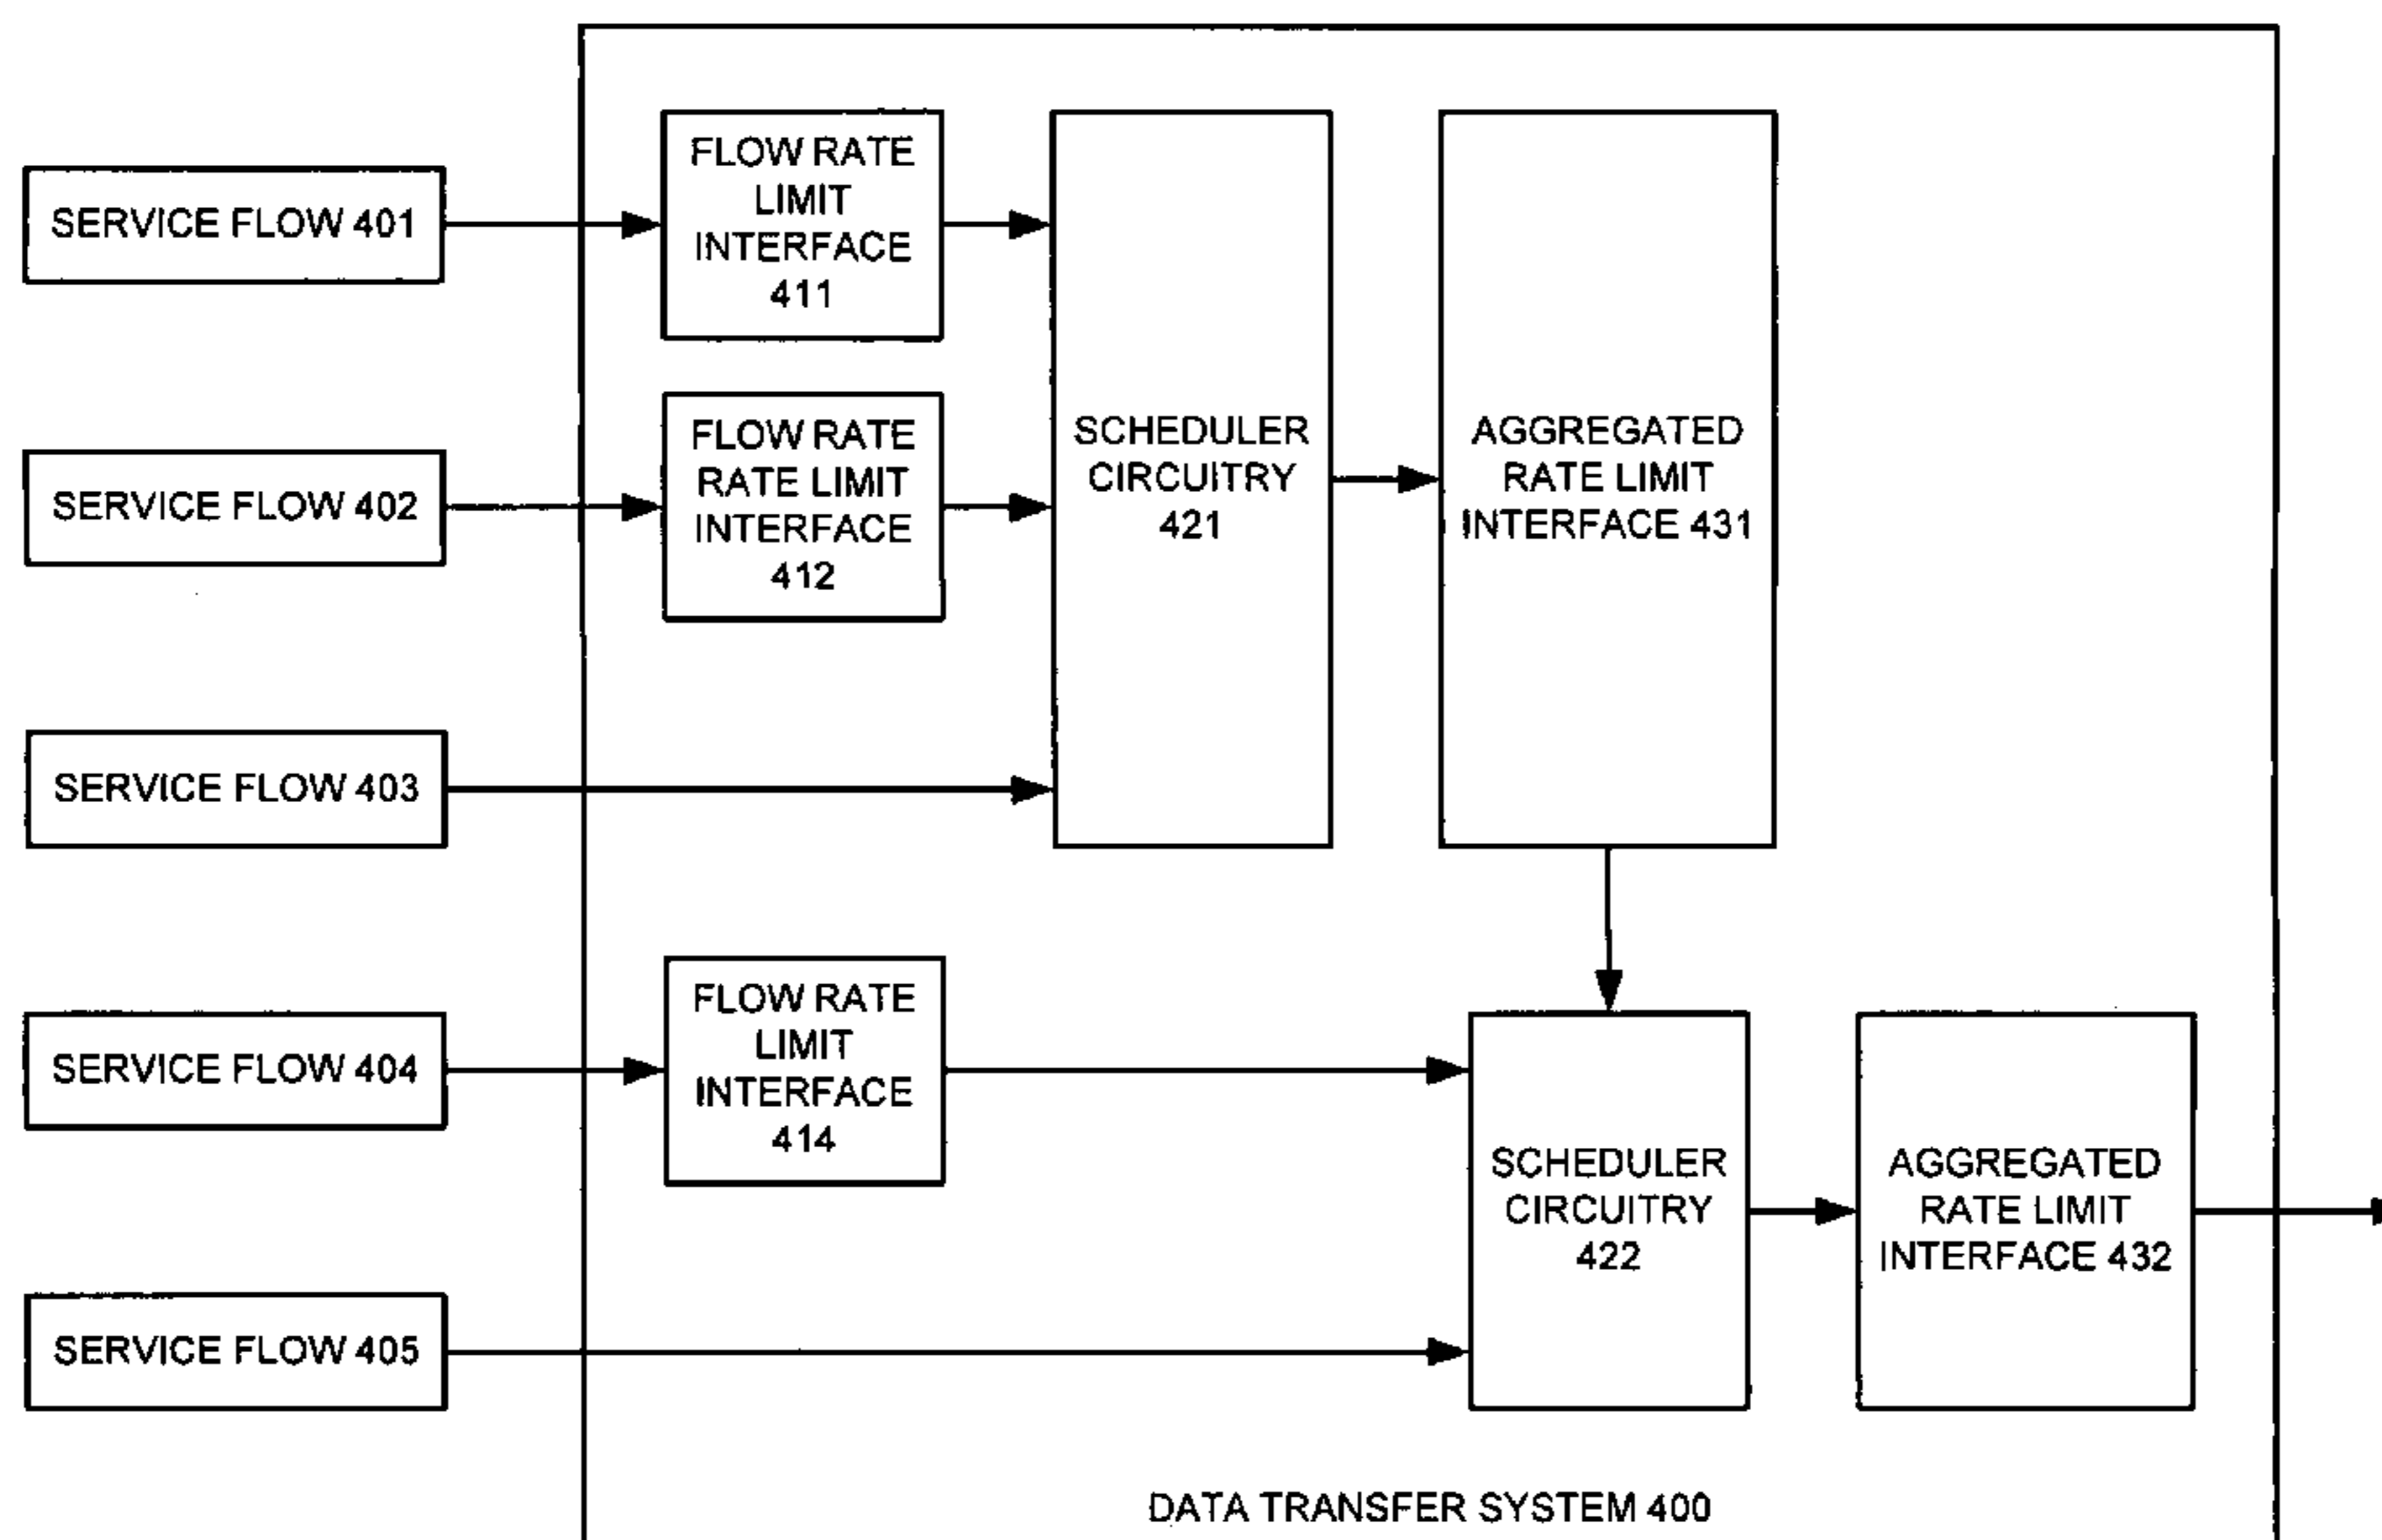 SERVICE FLOW 401
FLOW RATE
LIMIT
INTERFACE
411
SERVICE FLOW 402
FLOW RATE
RATE LIMIT
INTERFACE
412
SCHEDULER
CIRCUITRY
421
AGGREGATED
RATE LIMIT
INTERFACE 431
SERVICE FLOW 403
SERVICE FLOW 404
FLOW RATE
LIMIT
INTERFACE
414
SCHEDULER
CIRCUITRY
422
AGGREGATED
RATE LIMIT
INTERFACE 432
SERVICE FLOW 405
DATA TRANSFER SYSTEM 400